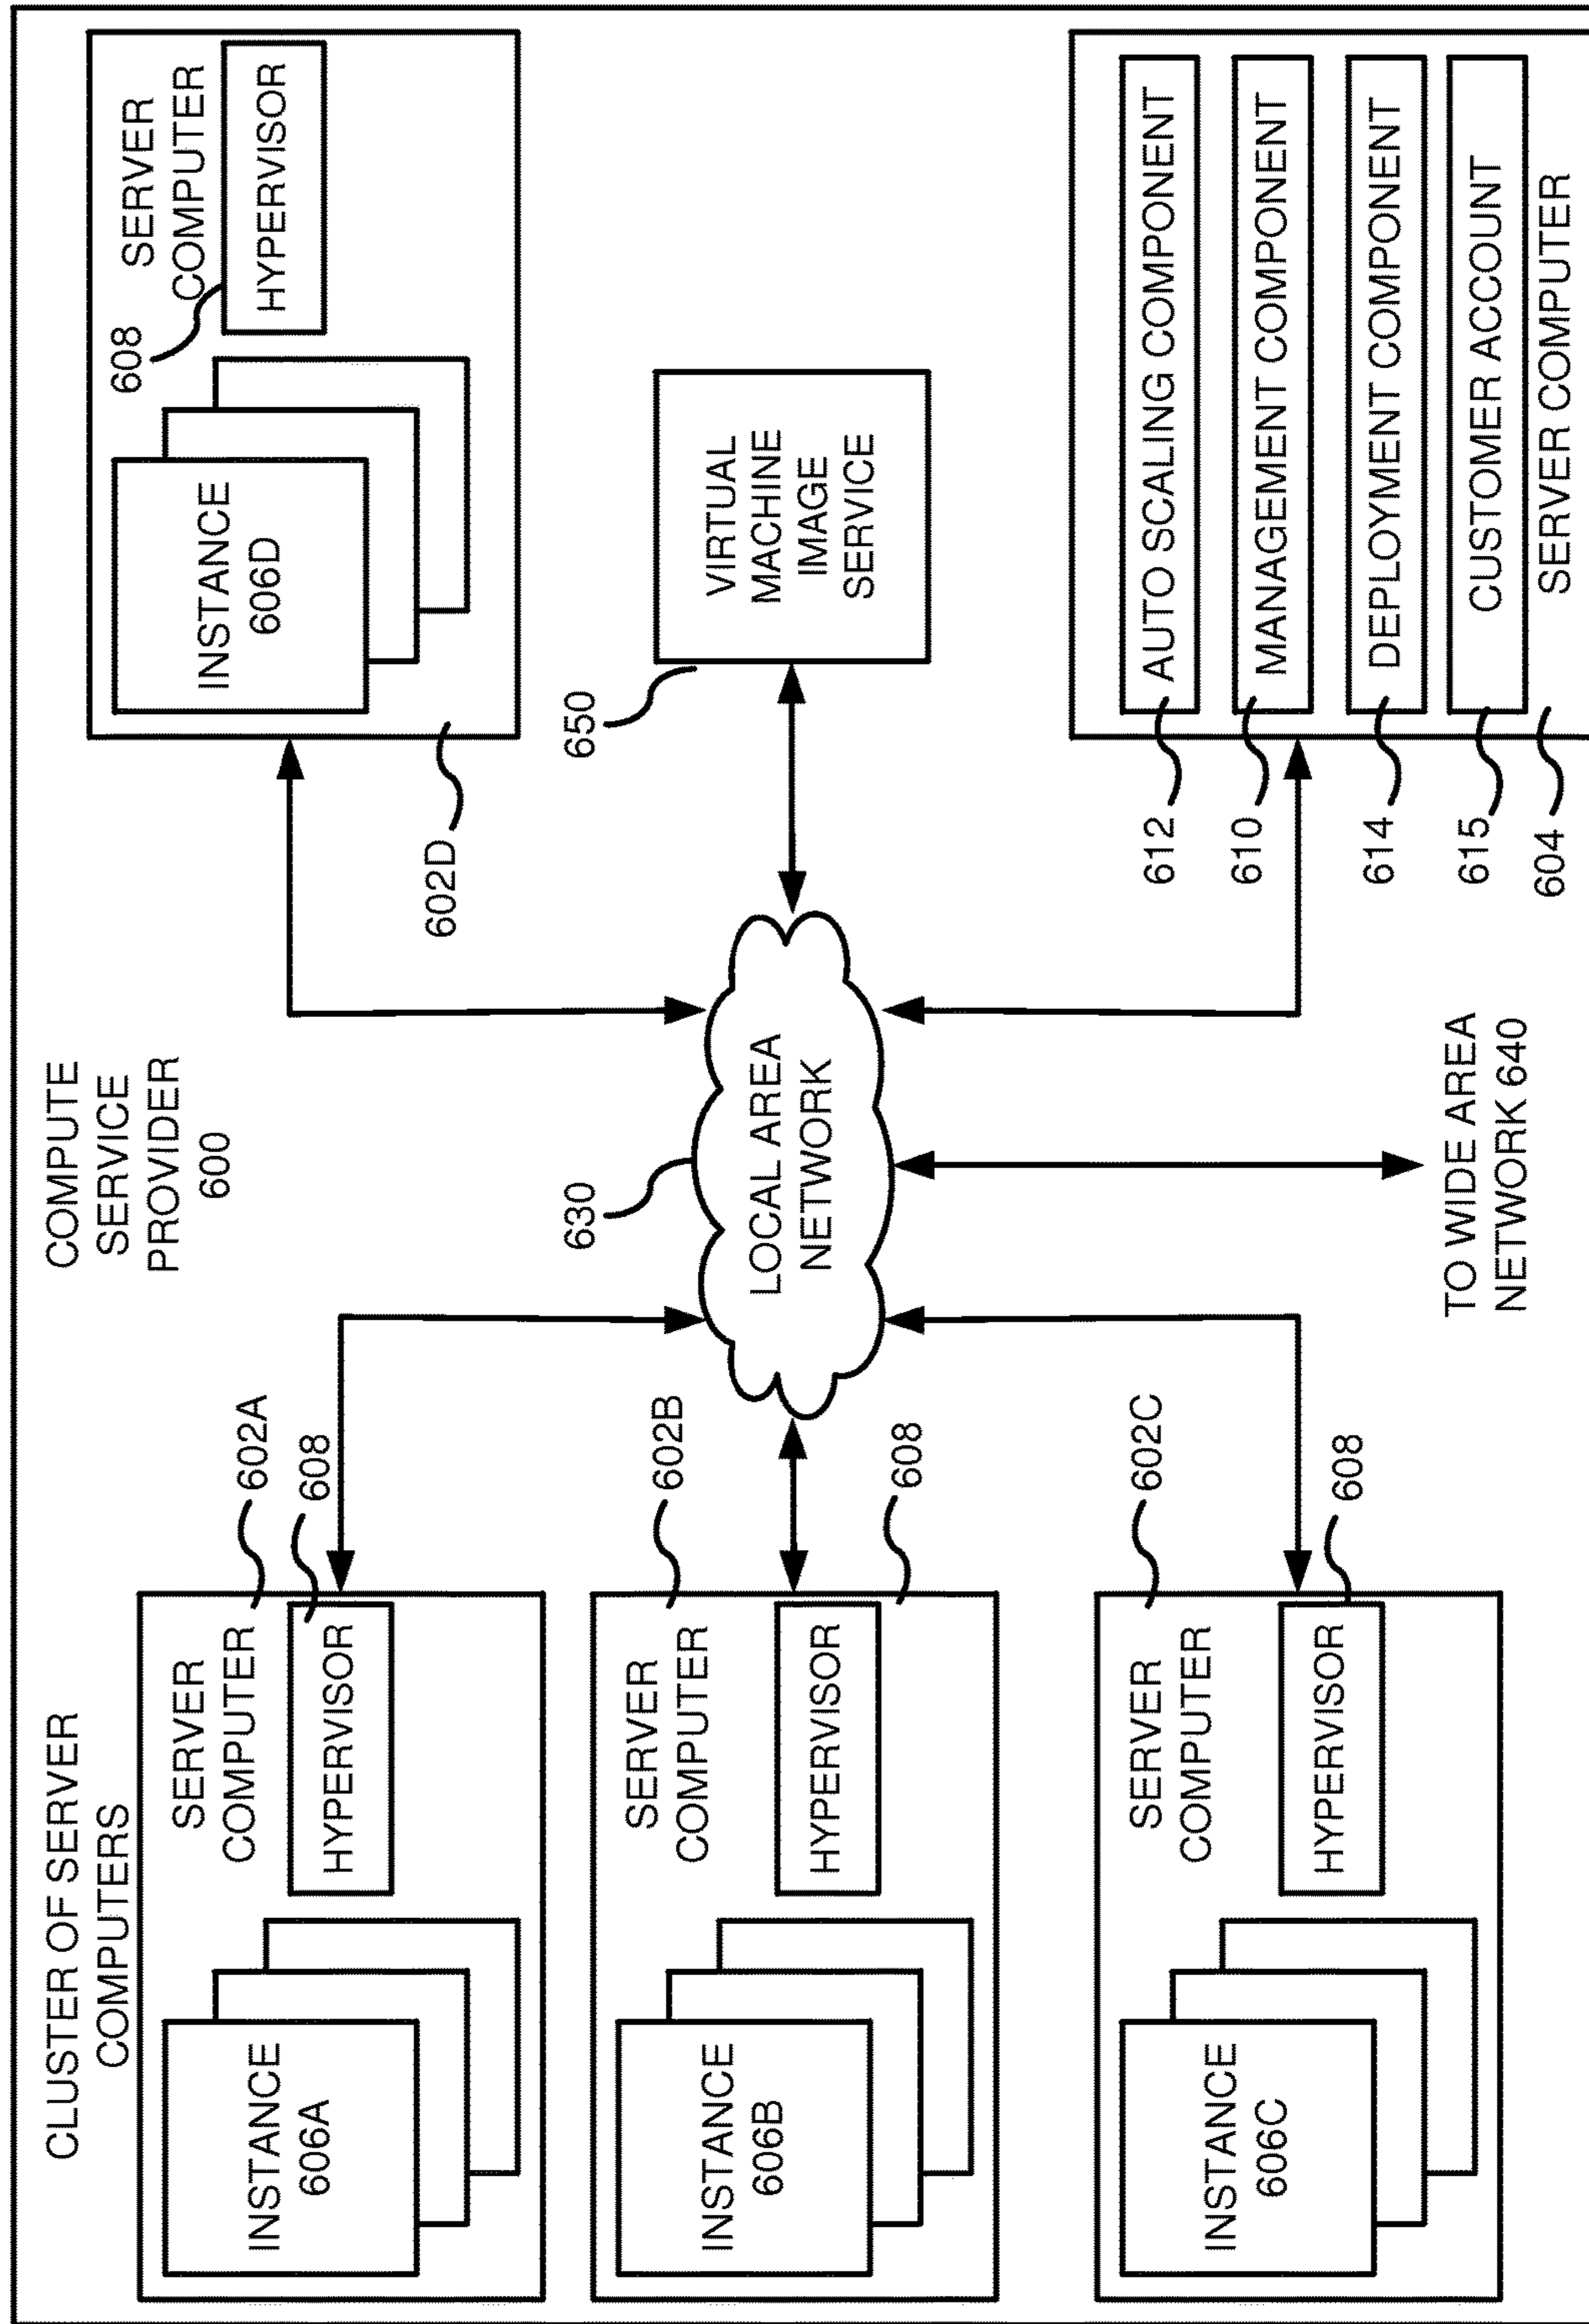 COMPUTE
SERVICE
PROVIDER
600
CLUSTER OF SERVER
COMPUTERS
602A
SERVER
COMPUTER
608
HYPERVISOR
INSTANCE
606A
602B
SERVER
COMPUTER
608
HYPERVISOR
INSTANCE
606B
602C
SERVER
COMPUTER
608
HYPERVISOR
INSTANCE
606C
630
LOCAL AREA
NETWORK
TO WIDE AREA
NETWORK 640
608
SERVER
COMPUTER
HYPERVISOR
INSTANCE
606D
602D
650
VIRTUAL
MACHINE
IMAGE
SERVICE
612
AUTO SCALING COMPONENT
610
MANAGEMENT COMPONENT
614
DEPLOYMENT COMPONENT
615
CUSTOMER ACCOUNT
604
SERVER COMPUTER